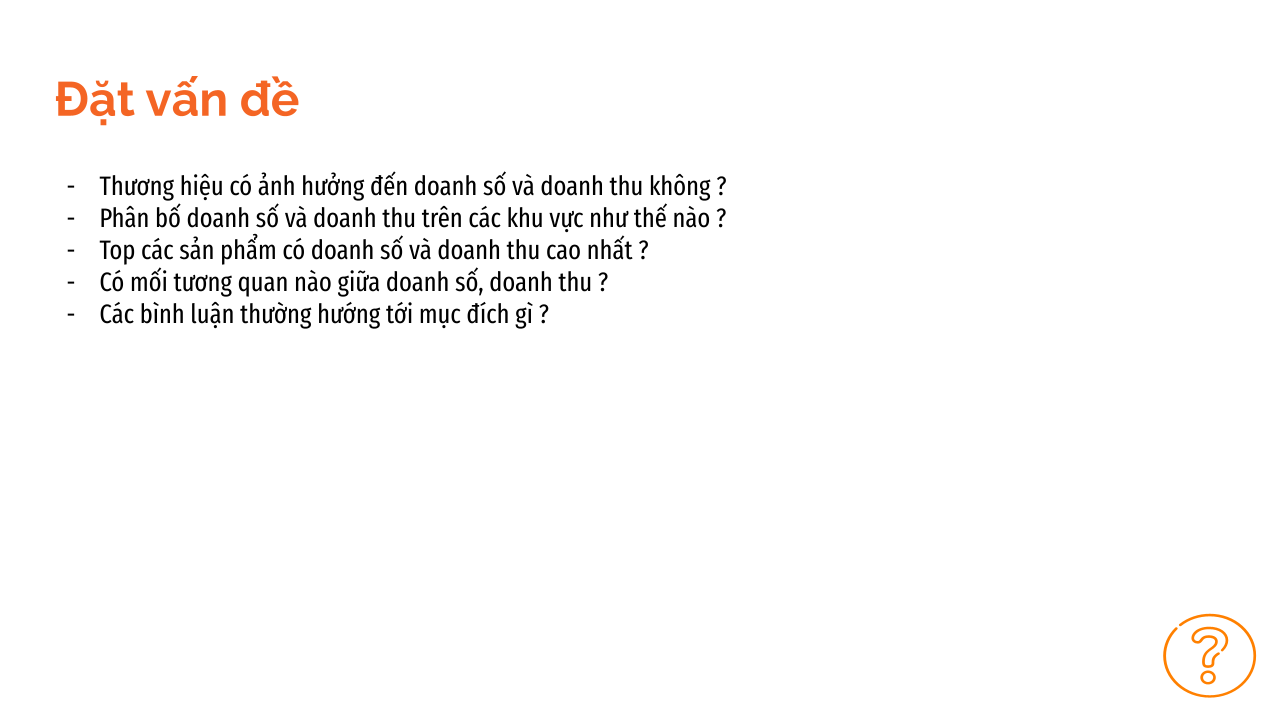 Đặt vấn đề
- Thương hiệu có ảnh hưởng đến doanh số và doanh thu không ?
- Phân bố doanh số và doanh thu trên các khu vực như thế nào ?
- Top các sản phẩm có doanh số và doanh thu cao nhất ?
- Có mối tương quan nào giữa doanh số, doanh thu ?
- Các bình luận thường hướng tới mục đích gì ?